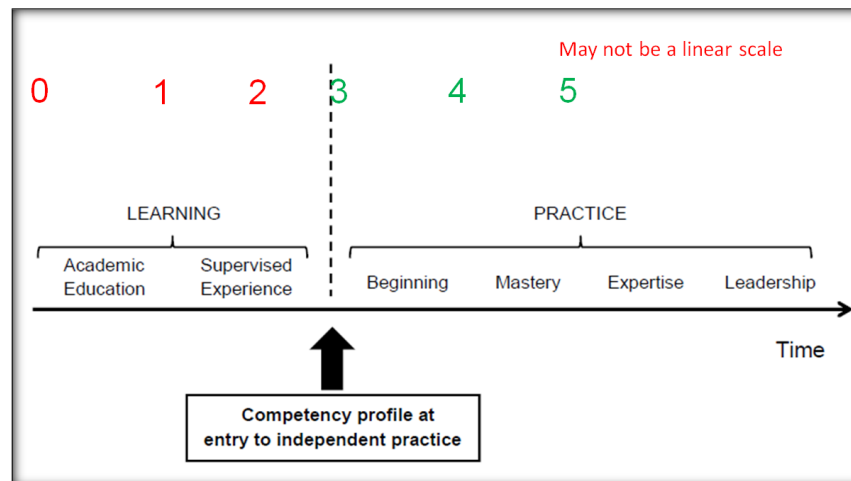 May not be a linear scale
0 1 2 3 4 5
LEARNING PRACTICE
Academic Education
Supervised Experience
Beginning Mastery Expertise Leadership
Time
Competency profile at
entry to independent practice